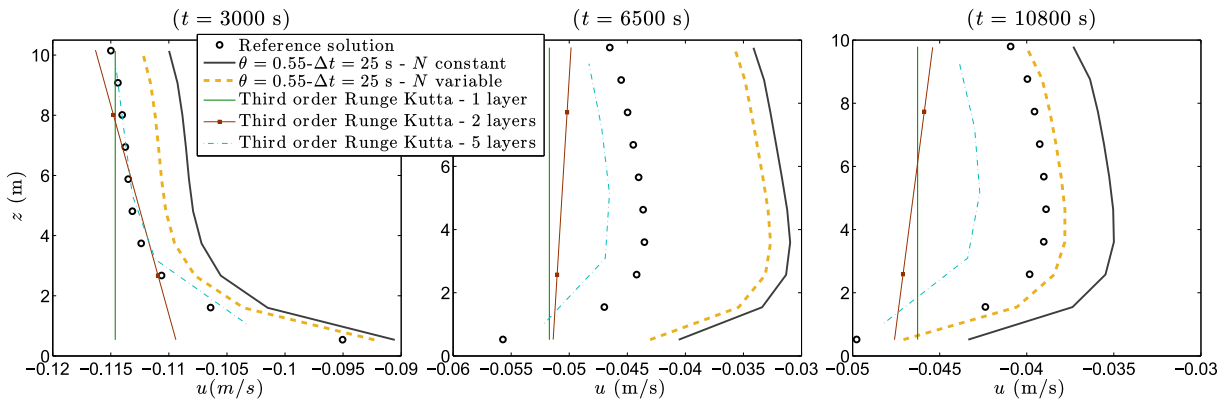 (t = 3000 s)
(t = 6500 s)
(t = 10800 s)
Reference solution
θ = 0.55-Δt = 25 s - N constant
θ = 0.55-Δt = 25 s - N variable
Third order Runge Kutta - 1 layer
Third order Runge Kutta - 2 layers
Third order Runge Kutta - 5 layers
z (m)
10
8
6
4
2
0
−0.12 −0.115 −0.11 −0.105 −0.1 −0.095 −0.09
u(m/s)
10
8
6
4
2
0
−0.06 −0.055 −0.05 −0.045 −0.04 −0.035 −0.03
u (m/s)
10
8
6
4
2
0
−0.05 −0.045 −0.04 −0.035 −0.03
u (m/s)